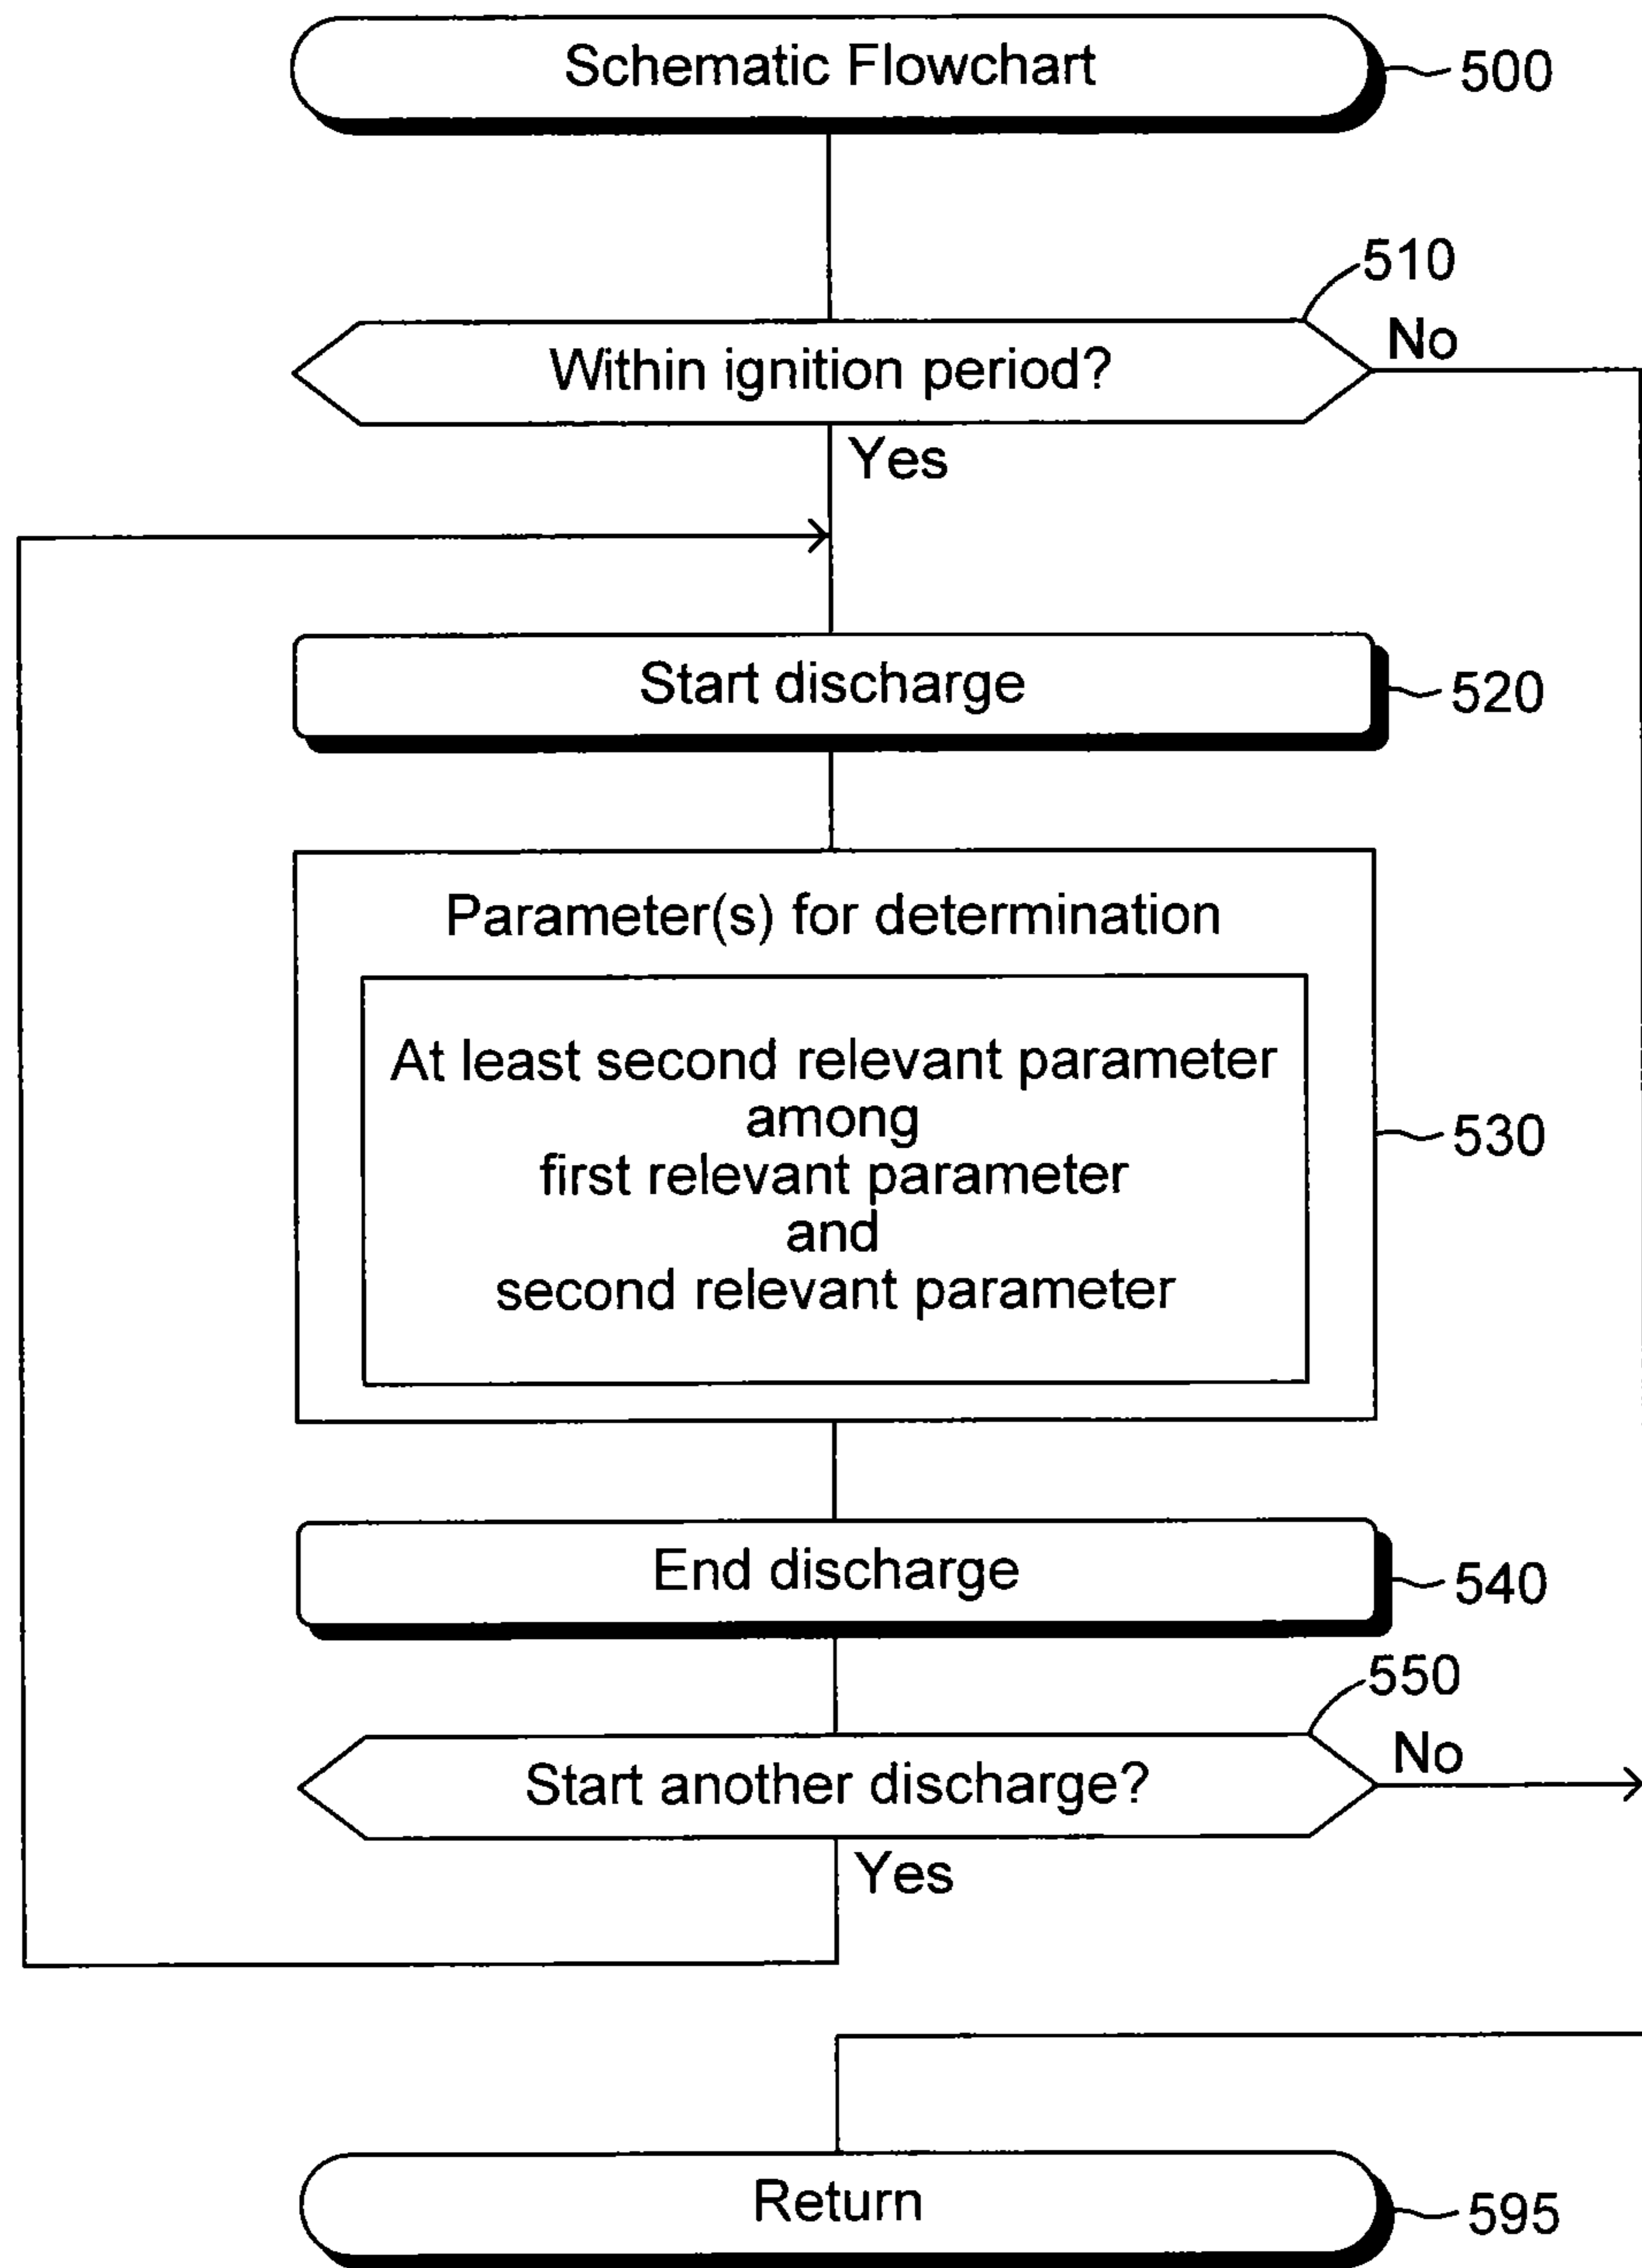 Schematic Flowchart
500
510
Within ignition period?
No
Yes
Start discharge
520
Parameter(s) for determination
At least second relevant parameter
among
first relevant parameter
and
second relevant parameter
530
End discharge
540
550
Start another discharge?
No
Yes
Return
595